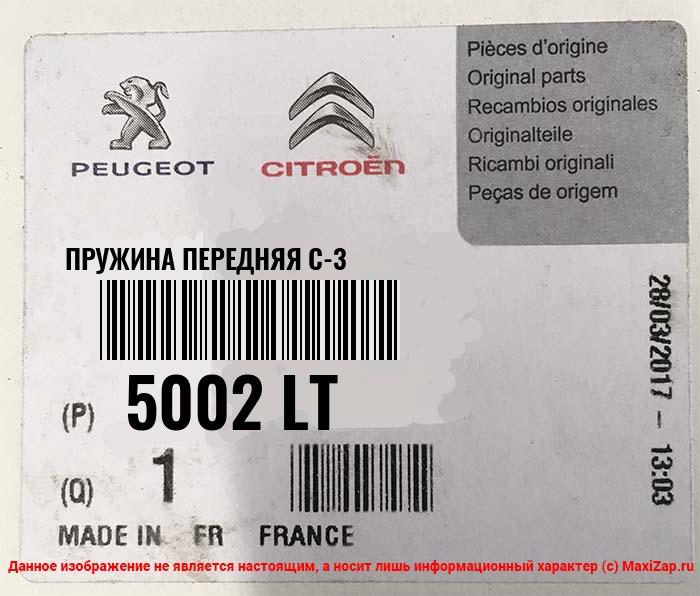 PEUGEOT
CITROËN
Pièces d'origine
Original parts
Recambios originales
Originalteile
Ricambi originali
Peças de origem
ПРУЖИНА ПЕРЕДНЯЯ С-3
(P) 5002 LT
(Q) 1
MADE IN FR FRANCE
28/03/2017 - 13:03
Данное изображение не является настоящим, а носит лишь информационный характер (c) MaxiZap.ru